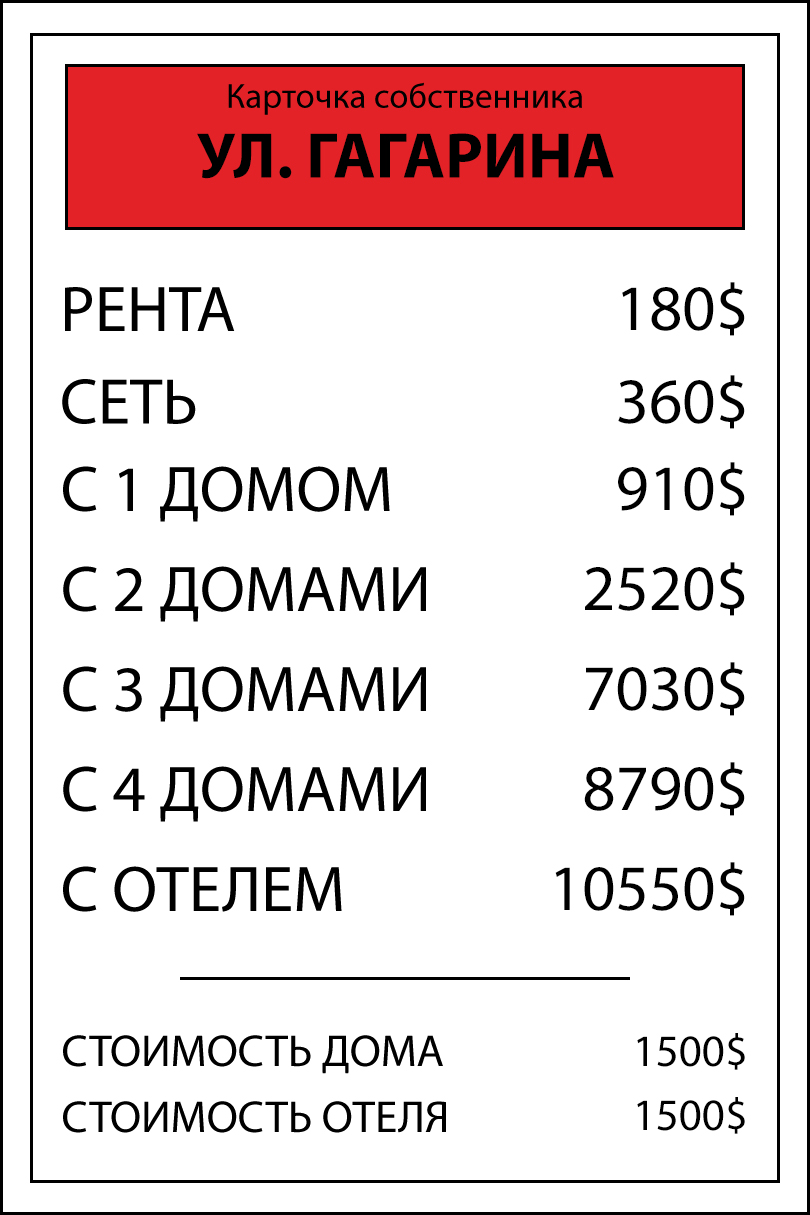 Карточка собственника
УЛ. ГАГАРИНА
РЕНТА 180$
СЕТЬ 360$
С 1 ДОМОМ 910$
С 2 ДОМАМИ 2520$
С 3 ДОМАМИ 7030$
С 4 ДОМАМИ 8790$
С ОТЕЛЕМ 10550$
СТОИМОСТЬ ДОМА 1500$
СТОИМОСТЬ ОТЕЛЯ 1500$